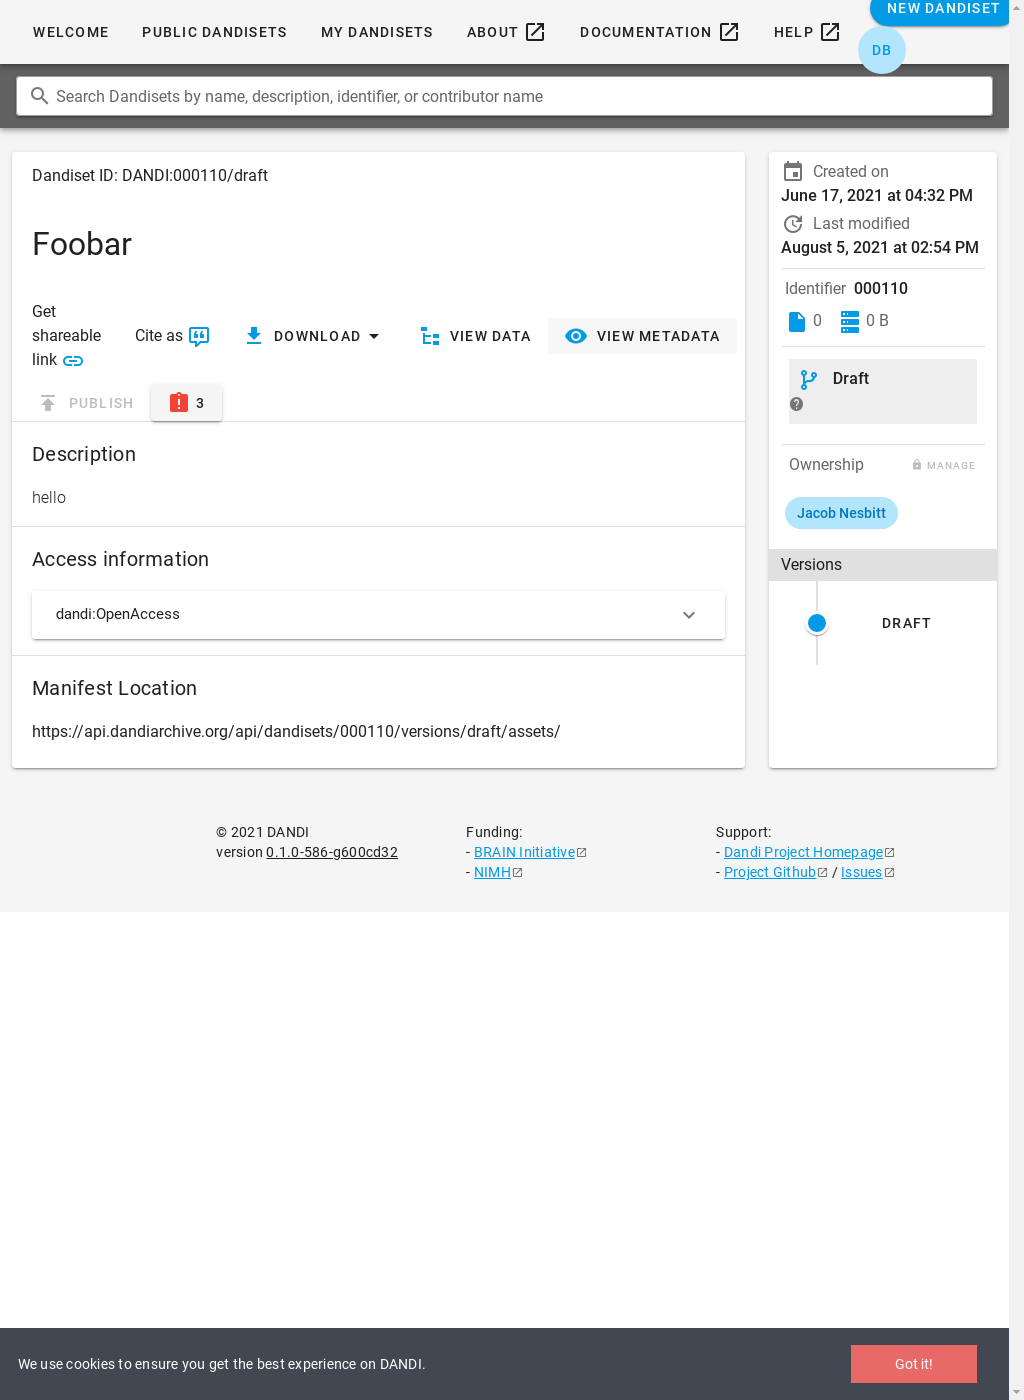 WELCOME
PUBLIC DANDISETS
MY DANDISETS
ABOUT
DOCUMENTATION
HELP
NEW DANDISET
DB
Search Dandisets by name, description, identifier, or contributor name
Dandiset ID: DANDI:000110/draft
Foobar
Get
shareable
link
Cite as
DOWNLOAD
VIEW DATA
VIEW METADATA
PUBLISH
3
Description
hello
Access information
dandi:OpenAccess
Manifest Location
https://api.dandiarchive.org/api/dandisets/000110/versions/draft/assets/
Created on
June 17, 2021 at 04:32 PM
Last modified
August 5, 2021 at 02:54 PM
Identifier 000110
0
0 B
Draft
Ownership
MANAGE
Jacob Nesbitt
Versions
DRAFT
© 2021 DANDI
version 0.1.0-586-g600cd32
Funding:
- BRAIN Initiative
- NIMH
Support:
- Dandi Project Homepage
- Project Github / Issues
We use cookies to ensure you get the best experience on DANDI.
Got it!